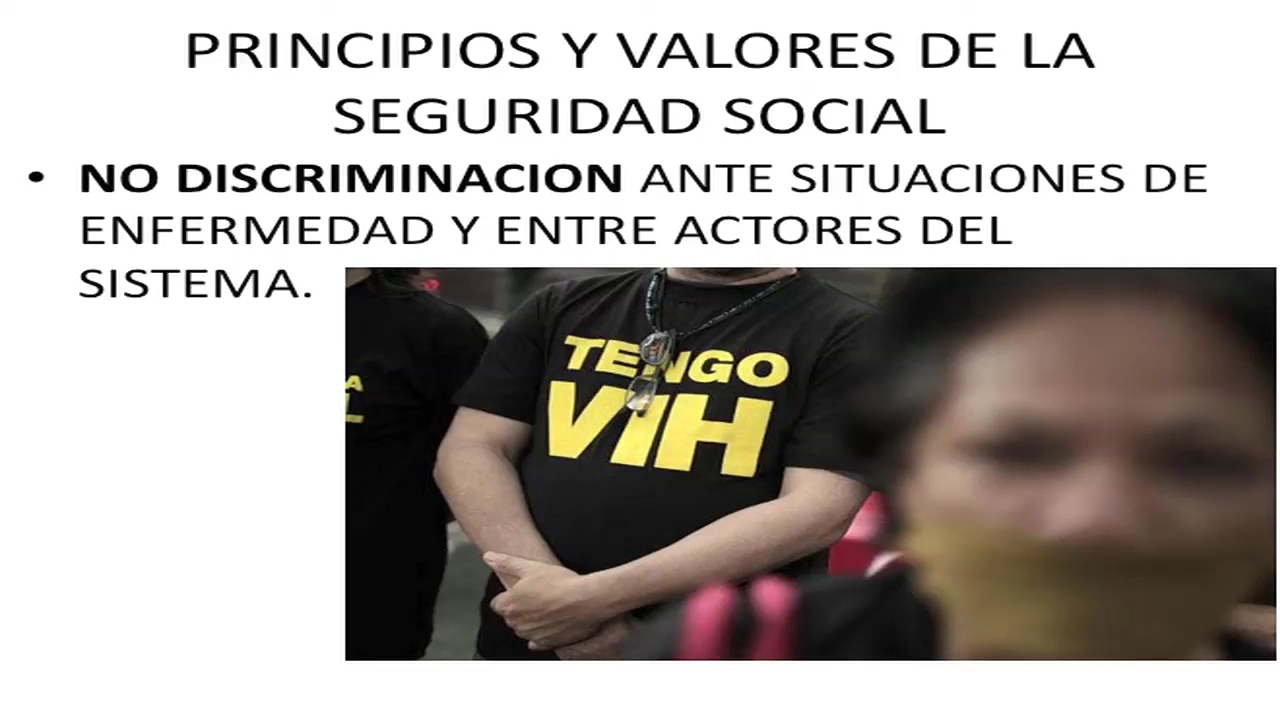 PRINCIPIOS Y VALORES DE LA
SEGURIDAD SOCIAL
• NO DISCRIMINACION ANTE SITUACIONES DE
ENFERMEDAD Y ENTRE ACTORES DEL
SISTEMA.
TENGO
VIH